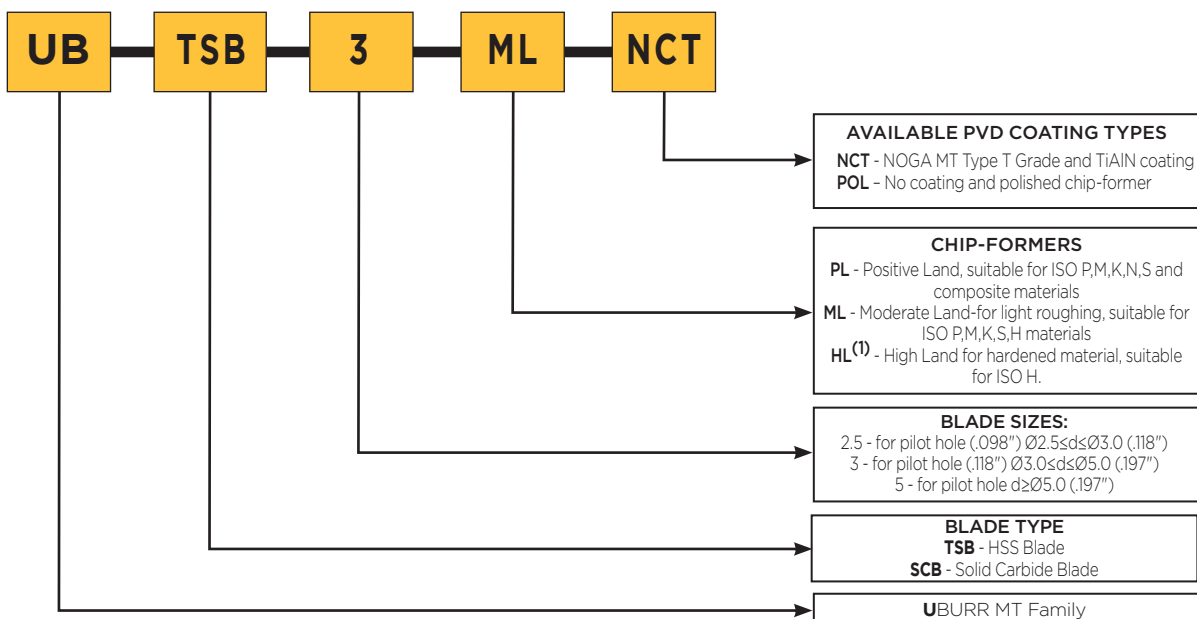 UB TSB 3 ML NCT
AVAILABLE PVD COATING TYPES
NCT - NOGA MT Type T Grade and TiAlN coating
POL – No coating and polished chip-former
CHIP-FORMERS
PL - Positive Land, suitable for ISO P,M,K,N,S and
composite materials
ML - Moderate Land-for light roughing, suitable for
ISO P,M,K,S,H materials
HL(1) - High Land for hardened material, suitable
for ISO H.
BLADE SIZES:
2.5 - for pilot hole (.098") Ø2.5≤d≤Ø3.0 (.118")
3 - for pilot hole (.118") Ø3.0≤d≤Ø5.0 (.197")
5 - for pilot hole d≥Ø5.0 (.197")
BLADE TYPE
TSB - HSS Blade
SCB - Solid Carbide Blade
UBURR MT Family